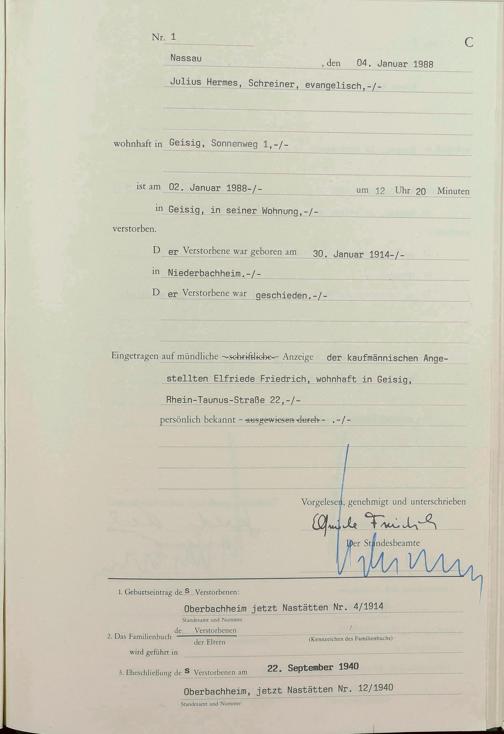 Nr. 1
C
Nassau , den 04. Januar 1988
Julius Hermes, Schreiner, evangelisch,-/-
wohnhaft in Geisig, Sonnenweg 1,-/-
ist am 02. Januar 1988-/- um 12 Uhr 20 Minuten
in Geisig, in seiner Wohnung,-/-
verstorben.
D er Verstorbene war geboren am 30. Januar 1914-/-
in Niederbachheim.-/-
D er Verstorbene war geschieden.-/-
Eingetragen auf mündliche - schriftliche - Anzeige der kaufmännischen Ange-
stellten Elfriede Friedrich, wohnhaft in Geisig,
Rhein-Taunus-Straße 22,-/-
persönlich bekannt - ausgewiesen durch - .-/-
Vorgelesen, genehmigt und unterschrieben
Elfriede Friedrich
Der Standesbeamte
1. Geburtseintrag des Verstorbenen:
Oberbachheim jetzt Nastätten Nr. 4/1914
Standesamt und Nummer
2. Das Familienbuch de Verstorbenen
der Eltern
(Kennzeichen des Familienbuchs)
wird geführt in
3. Eheschließung des Verstorbenen am 22. September 1940
Oberbachheim, jetzt Nastätten Nr. 12/1940
Standesamt und Nummer